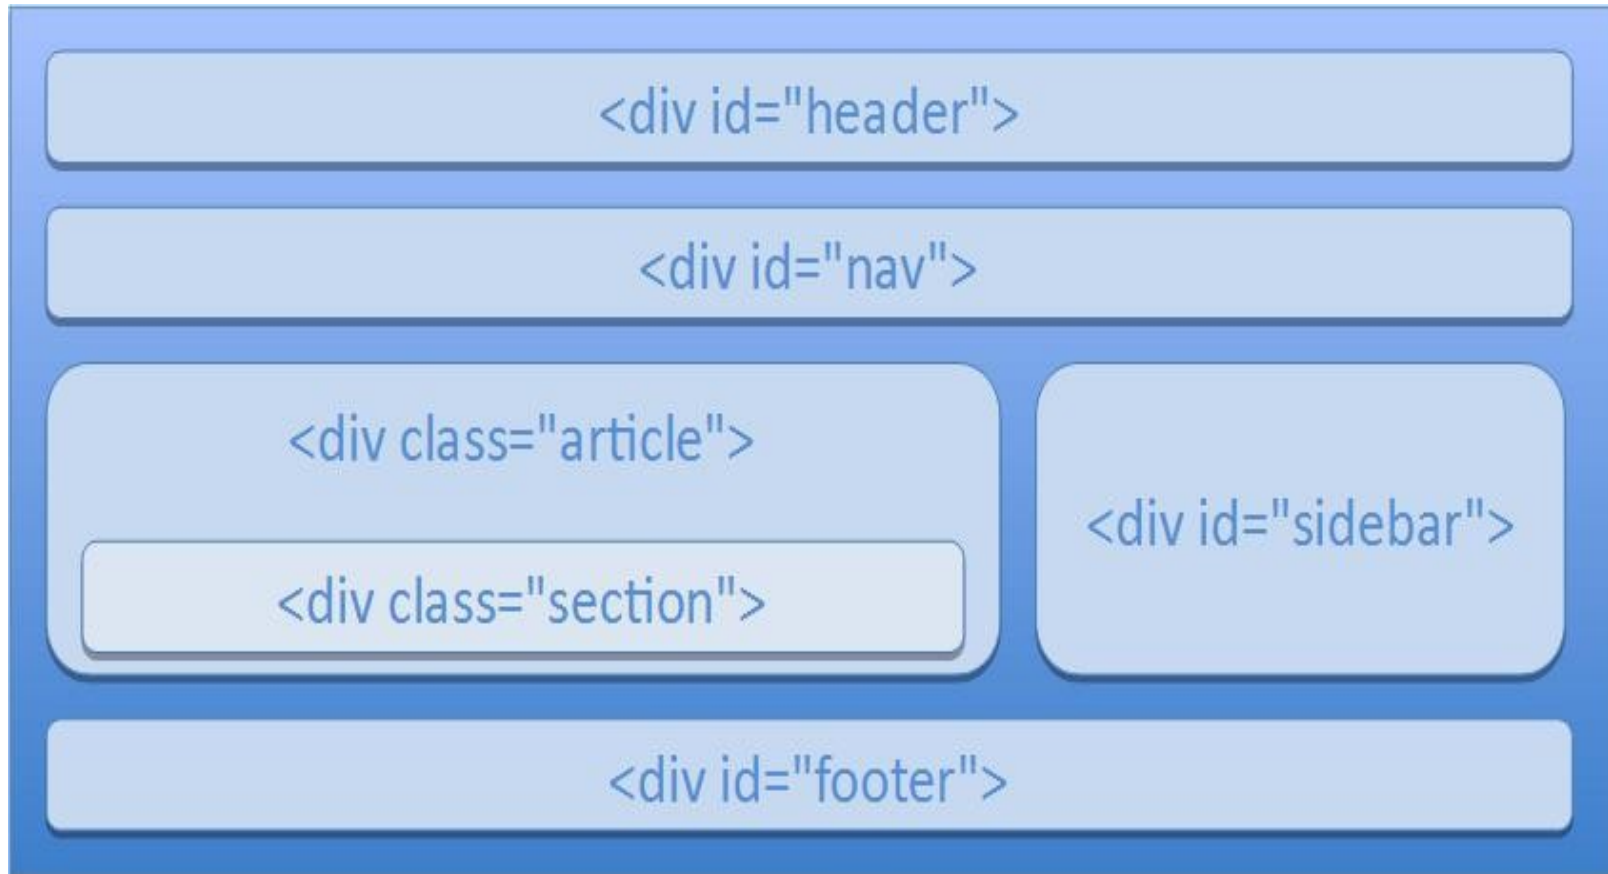 <div id="header">
<div id="nav">
<div class="article">
<div class="section">
<div id="sidebar">
<div id="footer">